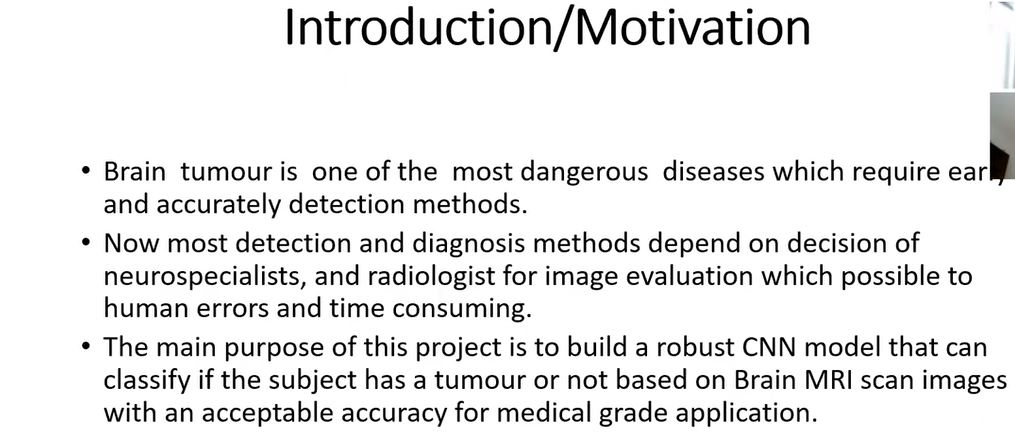 Introduction/Motivation
• Brain tumour is one of the most dangerous diseases which require early
and accurately detection methods.
• Now most detection and diagnosis methods depend on decision of
neurospecialists, and radiologist for image evaluation which possible to
human errors and time consuming.
• The main purpose of this project is to build a robust CNN model that can
classify if the subject has a tumour or not based on Brain MRI scan images
with an acceptable accuracy for medical grade application.